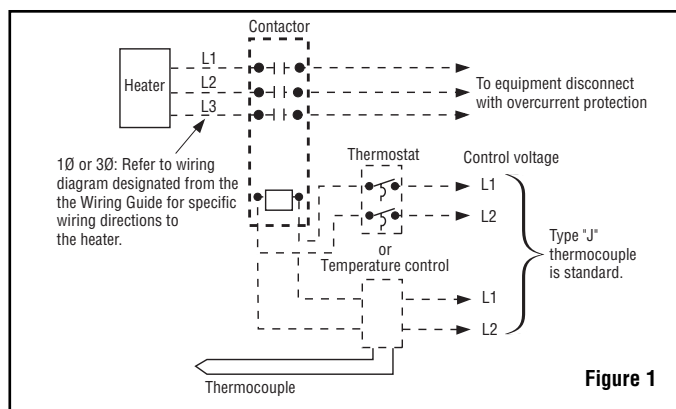 Contactor
Heater
L1
L2
L3
To equipment disconnect
with overcurrent protection
1Ø or 3Ø: Refer to wiring
diagram designated from the
the Wiring Guide for specific
wiring directions to
the heater.
Thermostat
Control voltage
L1
L2
or
Temperature control
Type "J"
thermocouple
is standard.
L1
L2
Thermocouple
Figure 1